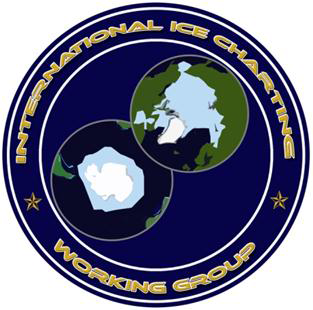 INTERNATIONAL ICE CHARTING
WORKING GROUP